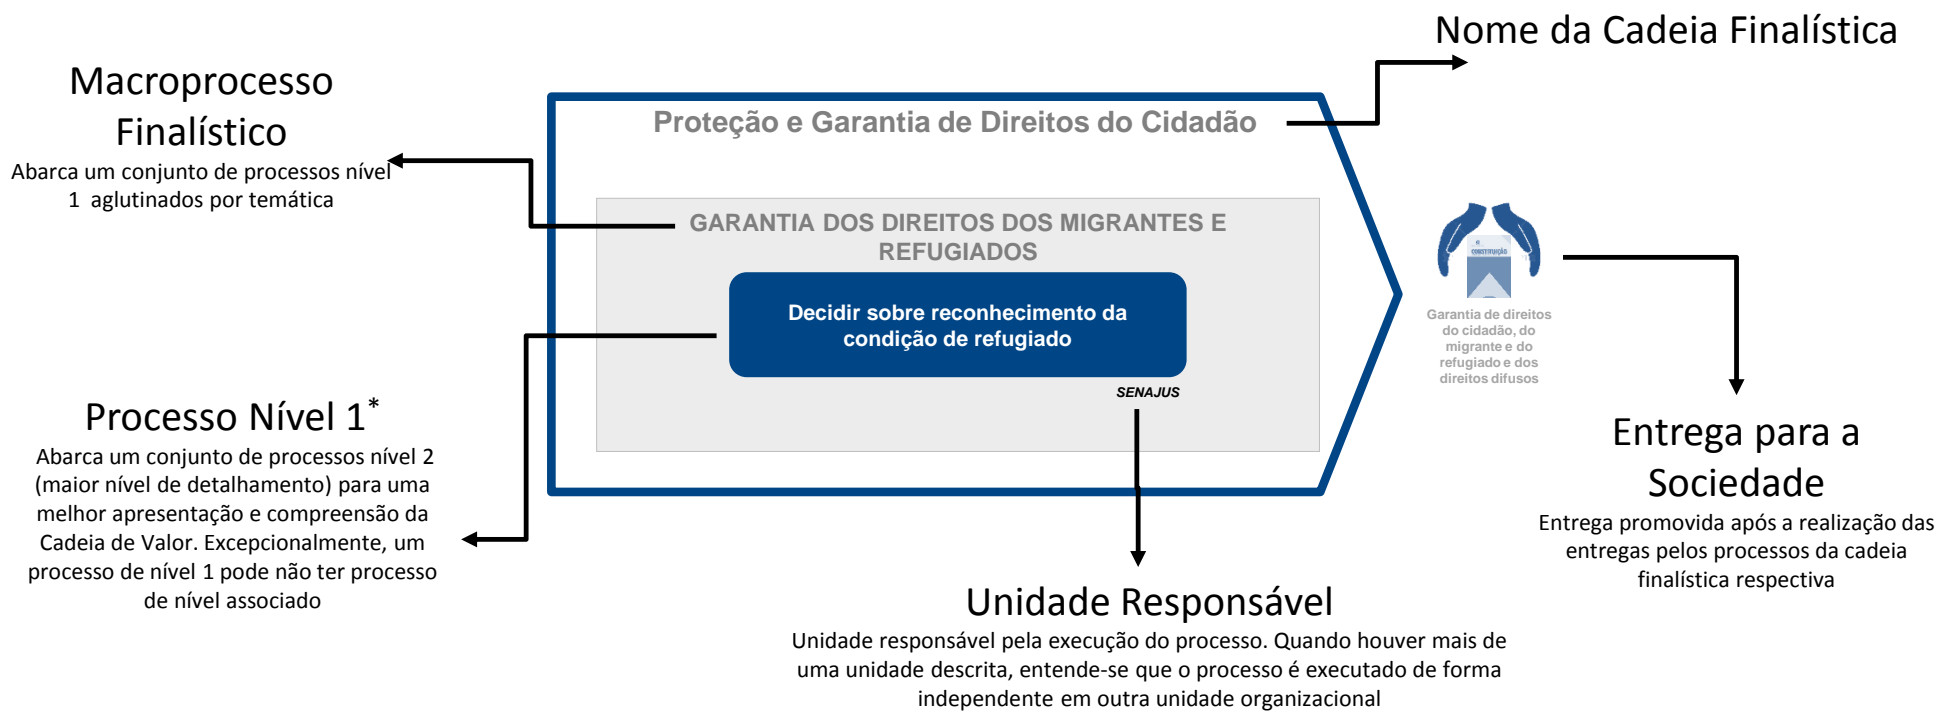 Nome da Cadeia Finalística
Macroprocesso
Finalístico
Abarca um conjunto de processos nível
1 aglutinados por temática
Proteção e Garantia de Direitos do Cidadão
GARANTIA DOS DIREITOS DOS MIGRANTES E
REFUGIADOS
Decidir sobre reconhecimento da
condição de refugiado
SENAJUS
CONSTITUIÇÃO
Garantia de direitos
do cidadão, do
migrante e do
refugiado e dos
direitos difusos
Processo Nível 1*
Abarca um conjunto de processos nível 2
(maior nível de detalhamento) para uma
melhor apresentação e compreensão da
Cadeia de Valor. Excepcionalmente, um
processo de nível 1 pode não ter processo
de nível associado
Entrega para a
Sociedade
Entrega promovida após a realização das
entregas pelos processos da cadeia
finalística respectiva
Unidade Responsável
Unidade responsável pela execução do processo. Quando houver mais de
uma unidade descrita, entende-se que o processo é executado de forma
independente em outra unidade organizacional